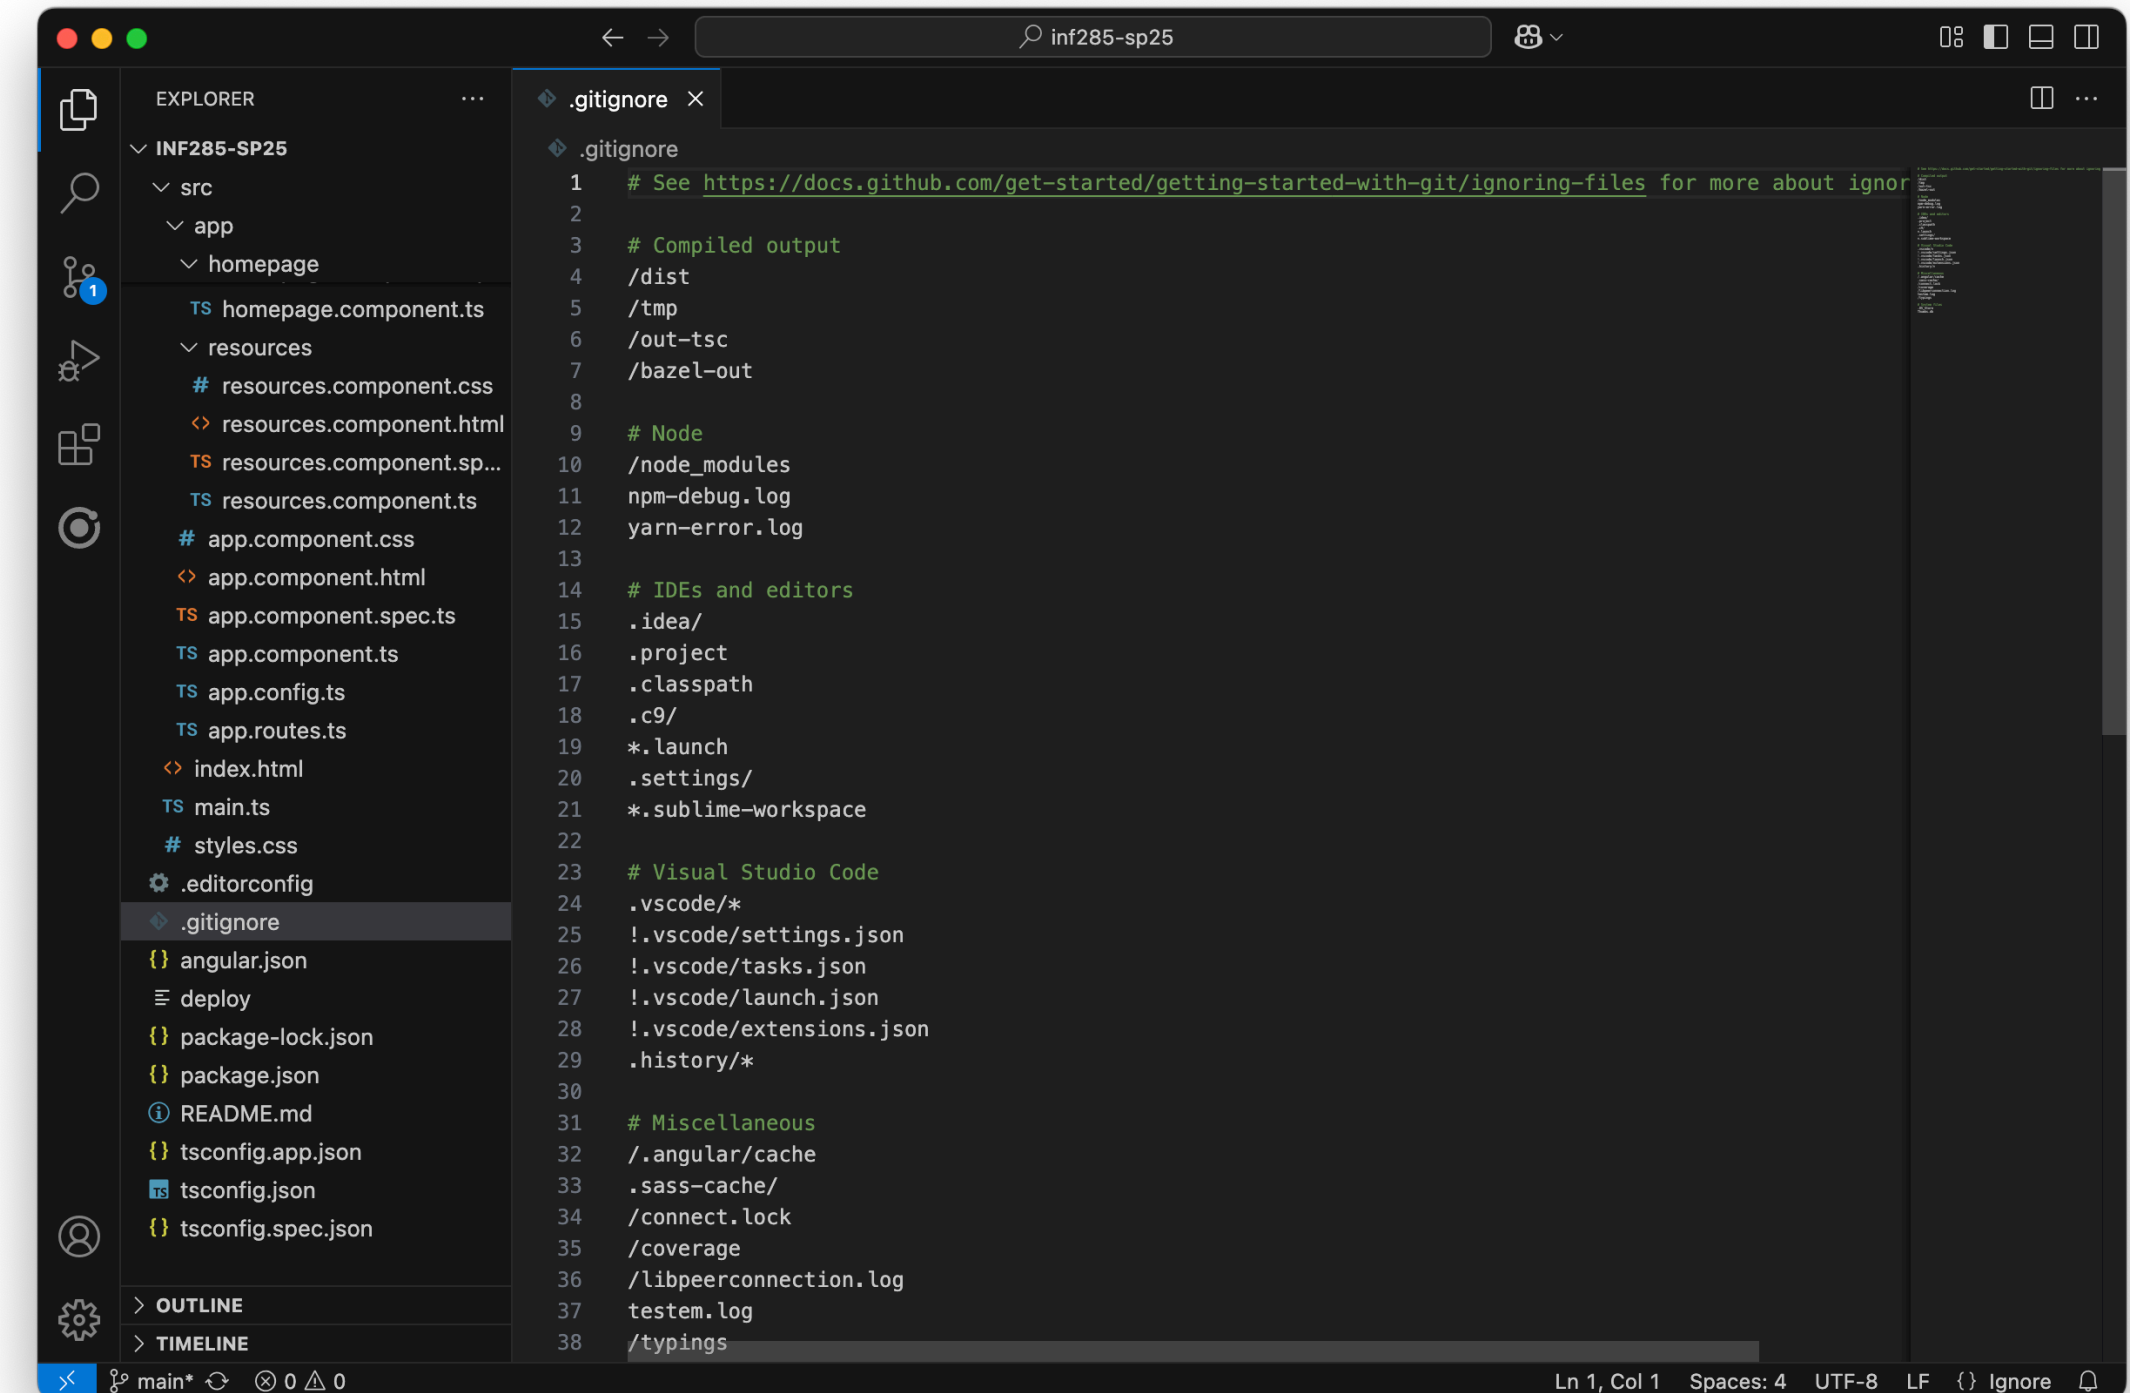 inf285-sp25
EXPLORER
INF285-SP25
src
app
homepage
TS homepage.component.ts
resources
# resources.component.css
<> resources.component.html
TS resources.component.sp...
TS resources.component.ts
# app.component.css
<> app.component.html
TS app.component.spec.ts
TS app.component.ts
TS app.config.ts
TS app.routes.ts
<> index.html
TS main.ts
# styles.css
.editorconfig
.gitignore
{} angular.json
deploy
{} package-lock.json
{} package.json
README.md
{} tsconfig.app.json
TS tsconfig.json
{} tsconfig.spec.json
OUTLINE
TIMELINE
1
.gitignore
.gitignore
1 # See https://docs.github.com/get-started/getting-started-with-git/ignoring-files for more about ignor
2
3 # Compiled output
4 /dist
5 /tmp
6 /out-tsc
7 /bazel-out
8
9 # Node
10 /node_modules
11 npm-debug.log
12 yarn-error.log
13
14 # IDEs and editors
15 .idea/
16 .project
17 .classpath
18 .c9/
19 *.launch
20 .settings/
21 *.sublime-workspace
22
23 # Visual Studio Code
24 .vscode/*
25 !.vscode/settings.json
26 !.vscode/tasks.json
27 !.vscode/launch.json
28 !.vscode/extensions.json
29 .history/*
30
31 # Miscellaneous
32 /.angular/cache
33 .sass-cache/
34 /connect.lock
35 /coverage
36 /libpeerconnection.log
37 testem.log
38 /typings
main* 0 0
Ln 1, Col 1 Spaces: 4 UTF-8 LF {} Ignore